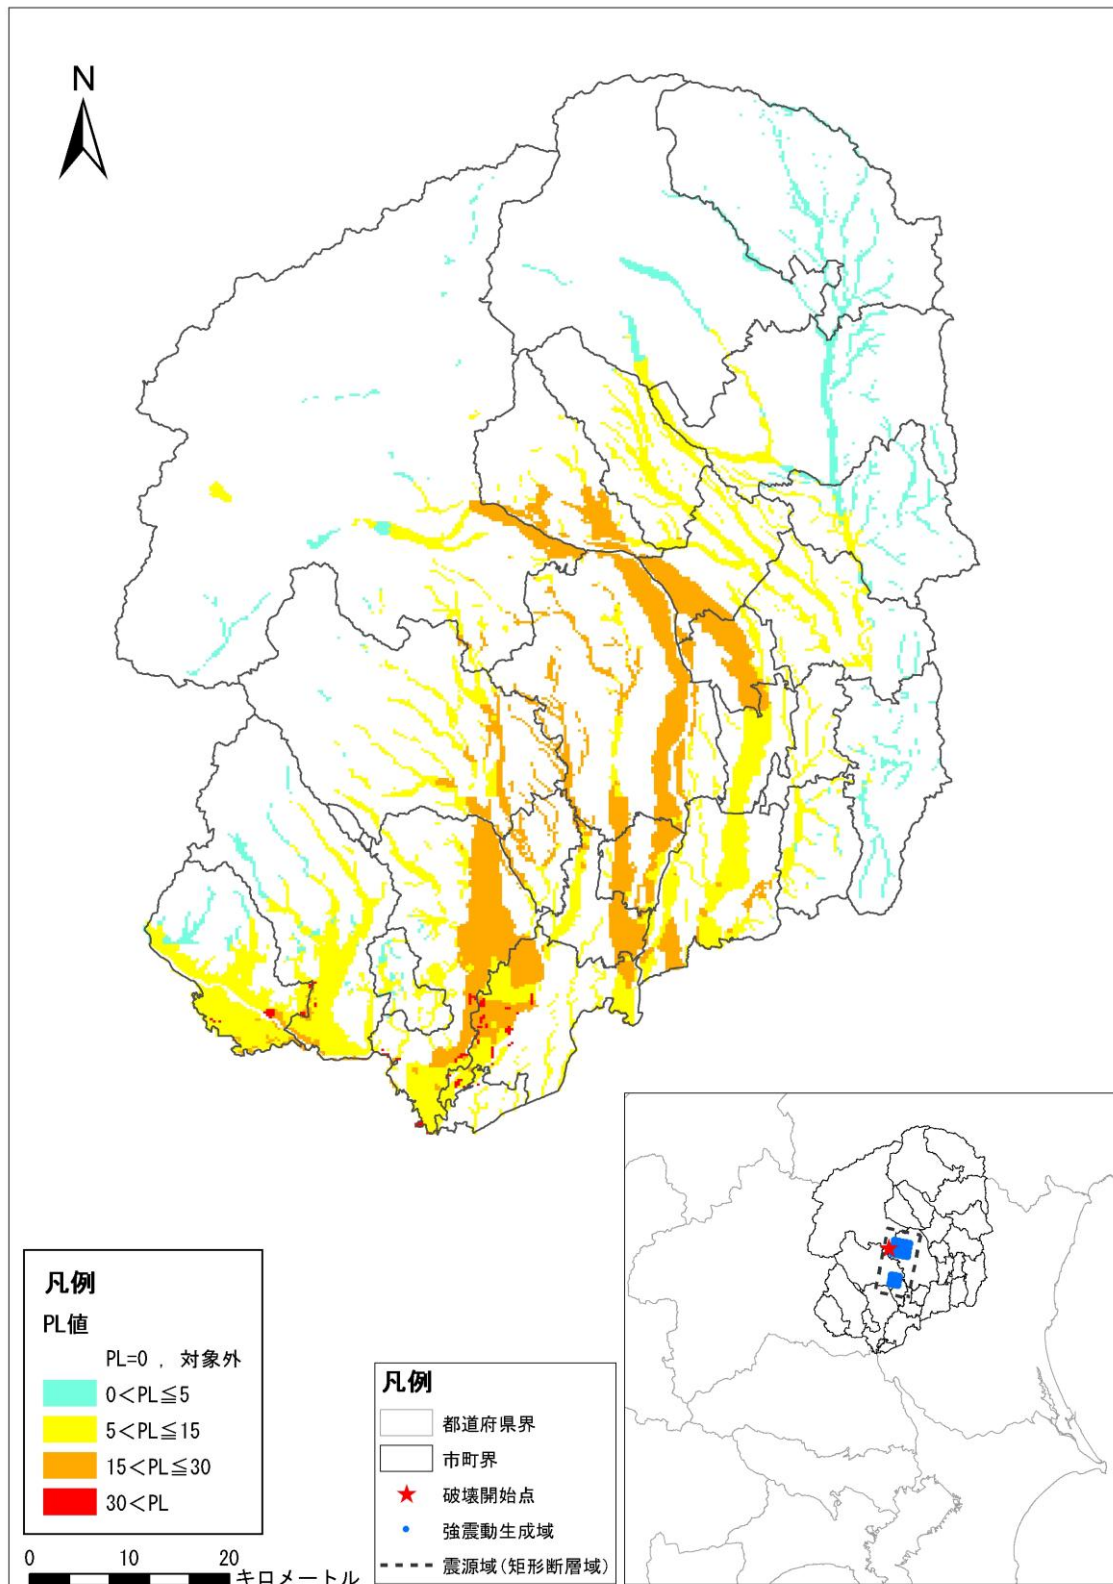 N
凡例
PL値
PL=0 , 対象外
0<PL≦5
5<PL≦15
15<PL≦30
30<PL
0 10 20
キロメートル
凡例
都道府県界
市町界
破壊開始点
強震動生成域
震源域(矩形断層域)